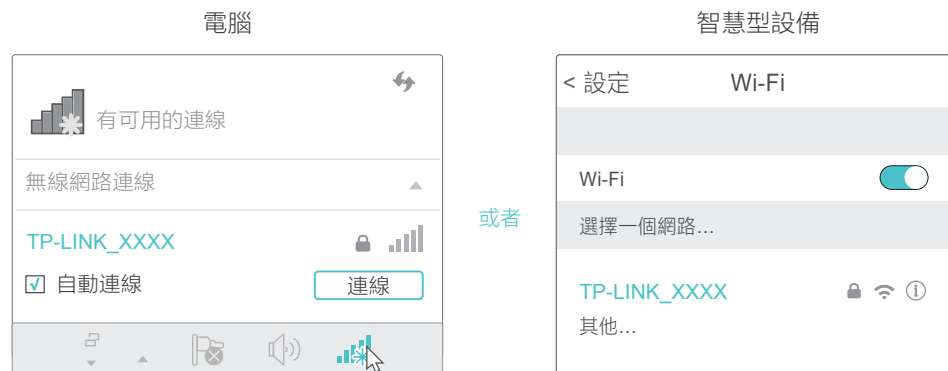 電腦
有可用的連線
無線網路連線
TP-LINK_XXXX
自動連線
連線
或者
智慧型設備
< 設定 Wi-Fi
Wi-Fi
選擇一個網路...
TP-LINK_XXXX
其他...